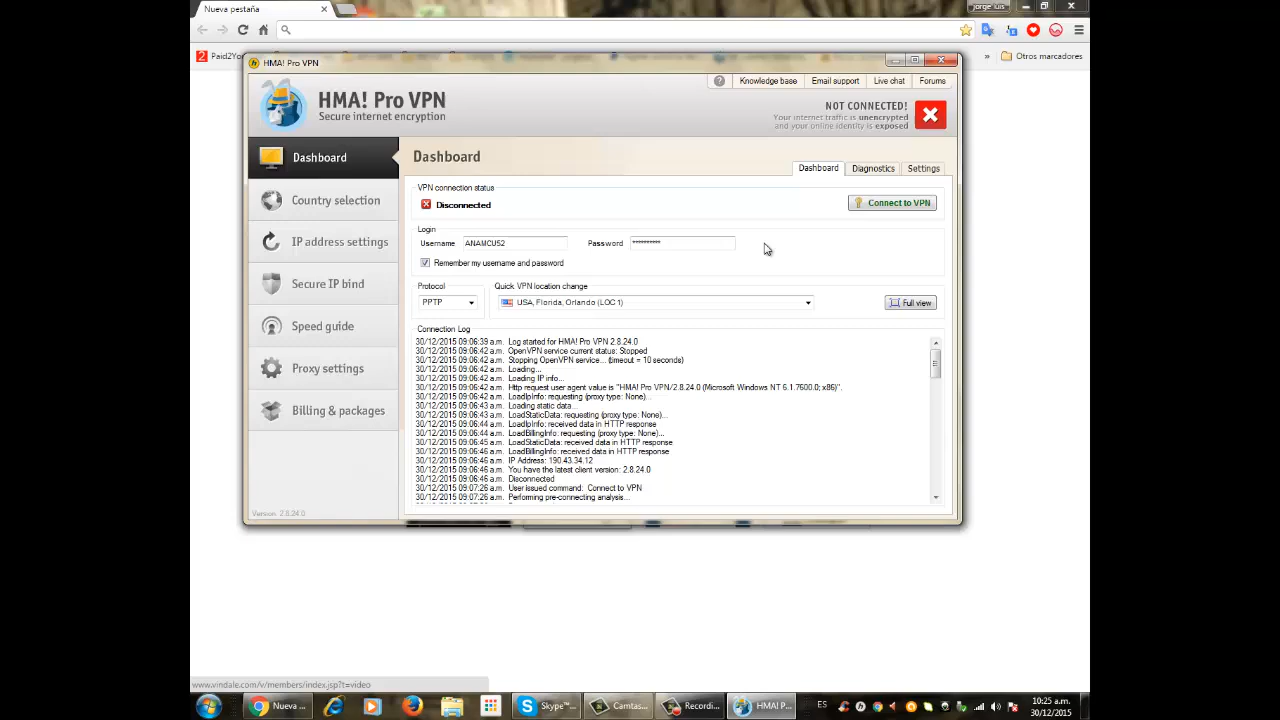 Nueva pestaña
jorge luis
Paid2Yo
» Otros marcadores
HMA! Pro VPN
Knowledge base
Email support
Live chat
Forums
HMA! Pro VPN
Secure internet encryption
NOT CONNECTED!
Your internet traffic is unencrypted
and your online identity is exposed
Dashboard
Country selection
IP address settings
Secure IP bind
Speed guide
Proxy settings
Billing & packages
Version: 2.8.24.0
Dashboard
Dashboard
Diagnostics
Settings
VPN connection status
Disconnected
Connect to VPN
Login
Username ANAMCU52 Password **********
Remember my username and password
Protocol
Quick VPN location change
PPTP
USA, Florida, Orlando (LOC 1)
Full view
Connection Log
30/12/2015 09:06:39 a.m. Log started for HMA! Pro VPN 2.8.24.0
30/12/2015 09:06:42 a.m. OpenVPN service current status: Stopped
30/12/2015 09:06:42 a.m. Stopping OpenVPN service... (timeout = 10 seconds)
30/12/2015 09:06:42 a.m. Loading...
30/12/2015 09:06:42 a.m. Loading IP info...
30/12/2015 09:06:42 a.m. Http request user agent value is "HMA! Pro VPN/2.8.24.0 (Microsoft Windows NT 6.1.7600.0; x86)".
30/12/2015 09:06:42 a.m. LoadIpInfo: requesting (proxy type: None)...
30/12/2015 09:06:42 a.m. Loading static data...
30/12/2015 09:06:43 a.m. LoadStaticData: requesting (proxy type: None)...
30/12/2015 09:06:44 a.m. LoadIpInfo: received data in HTTP response
30/12/2015 09:06:44 a.m. LoadBillingInfo: requesting (proxy type: None)...
30/12/2015 09:06:45 a.m. LoadStaticData: received data in HTTP response
30/12/2015 09:06:46 a.m. LoadBillingInfo: received data in HTTP response
30/12/2015 09:06:46 a.m. IP Address: 190.43.34.12
30/12/2015 09:06:46 a.m. You have the latest client version: 2.8.24.0
30/12/2015 09:06:46 a.m. Disconnected
30/12/2015 09:07:26 a.m. User issued command: Connect to VPN
30/12/2015 09:07:26 a.m. Performing pre-connecting analysis...
www.vindale.com/v/members/index.jsp?t=video
Nueva ...
Skype™...
Camtas...
Recordi...
HMA! P...
ES
10:25 a.m.
30/12/2015